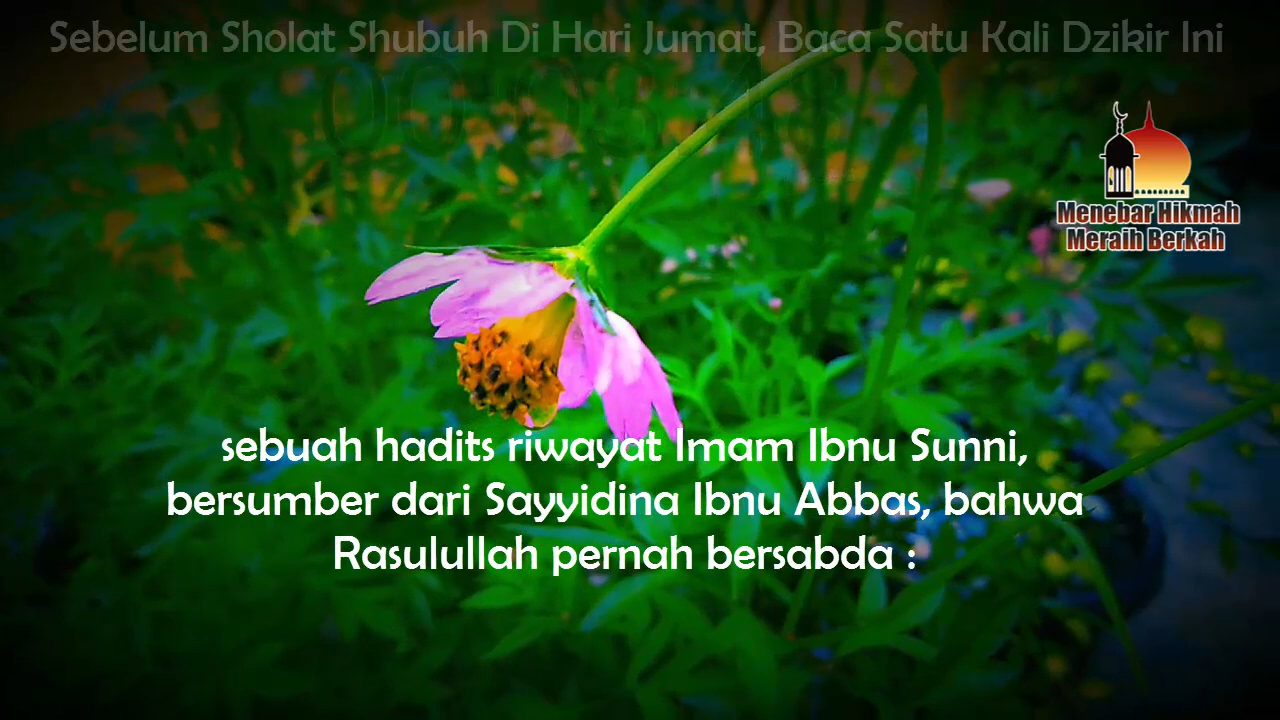 Sebelum Sholat Shubuh Di Hari Jumat, Baca Satu Kali Dzikir Ini
Menebar Hikmah
Meraih Berkah
sebuah hadits riwayat Imam Ibnu Sunni,
bersumber dari Sayyidina Ibnu Abbas, bahwa
Rasulullah pernah bersabda :